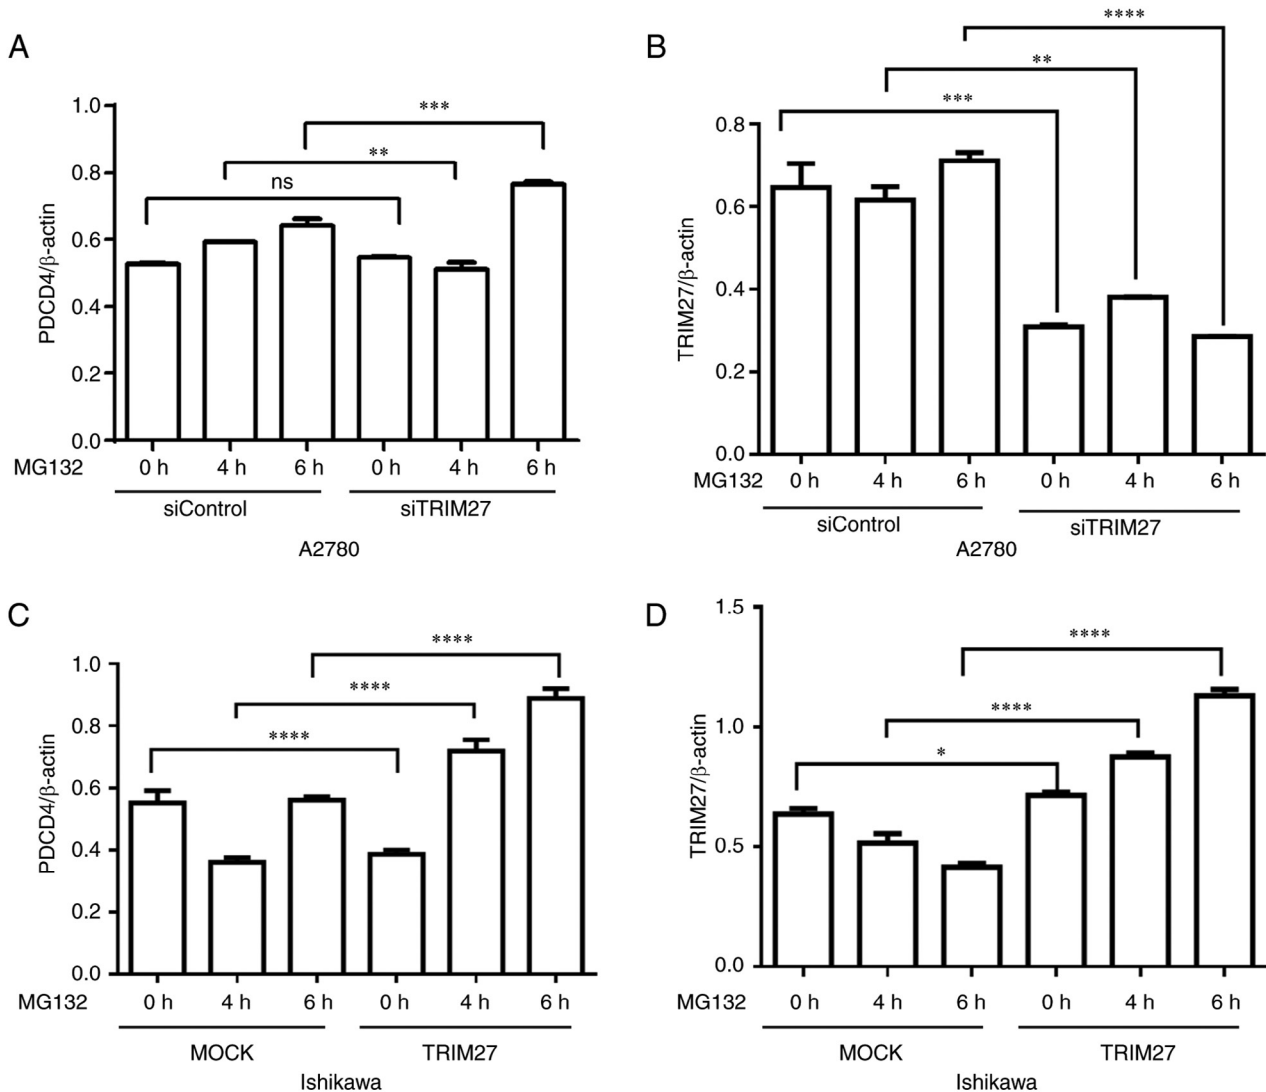 A
PDCD4/β-actin
1.0
0.8
0.6
0.4
0.2
0.0
***
**
ns
MG132 0 h 4 h 6 h 0 h 4 h 6 h
siControl siTRIM27
A2780
B
TRIM27/β-actin
0.8
0.6
0.4
0.2
0.0
****
**
***
MG132 0 h 4 h 6 h 0 h 4 h 6 h
siControl siTRIM27
A2780
C
PDCD4/β-actin
1.0
0.8
0.6
0.4
0.2
0.0
****
****
****
MG132 0 h 4 h 6 h 0 h 4 h 6 h
MOCK TRIM27
Ishikawa
D
TRIM27/β-actin
1.5
1.0
0.5
0.0
****
****
*
MG132 0 h 4 h 6 h 0 h 4 h 6 h
MOCK TRIM27
Ishikawa